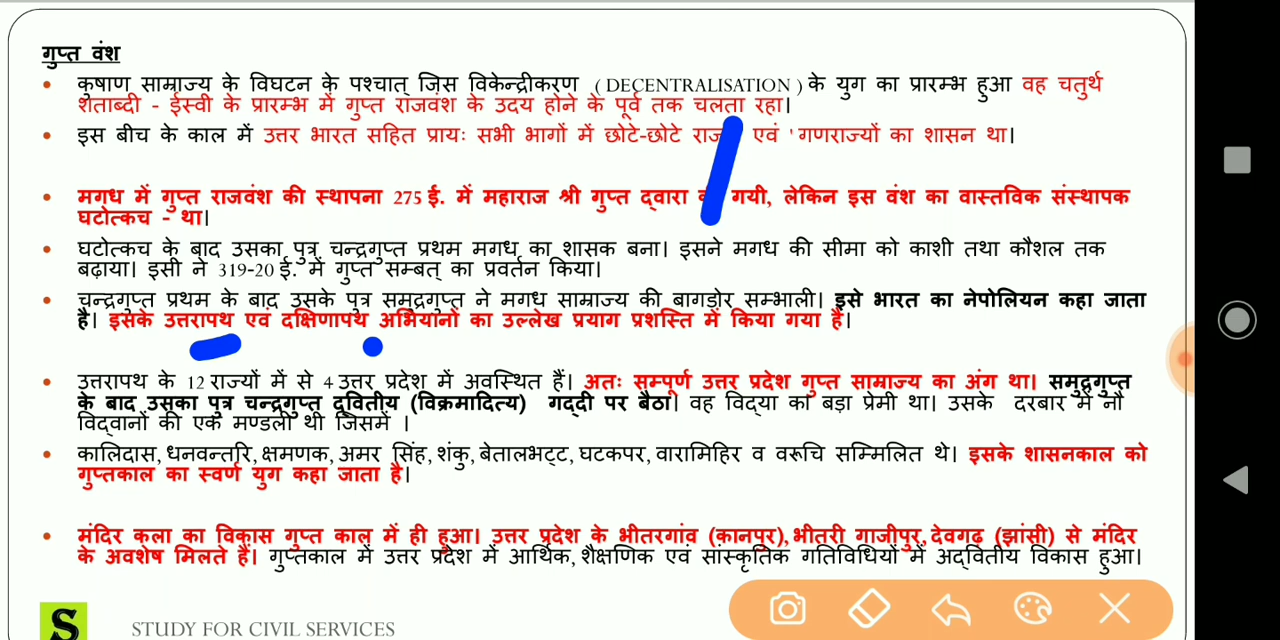 गुप्त वंश
• कुषाण साम्राज्य के विघटन के पश्चात् जिस विकेन्द्रीकरण (DECENTRALISATION) के युग का प्रारम्भ हुआ वह चतुर्थ
शताब्दी - ईस्वी के प्रारम्भ में गुप्त राजवंश के उदय होने के पूर्व तक चलता रहा।
• इस बीच के काल में उत्तर भारत सहित प्रायः सभी भागों में छोटे-छोटे एवं ' गणराज्यों का शासन था।
• मगध में गुप्त राजवंश की स्थापना 275 ई. में महाराज श्री गुप्त द्वारा गयी, लेकिन इस वंश का वास्तविक संस्थापक
घटोत्कच - था।
• घटोत्कच के बाद उसका पुत्र चन्द्रगुप्त प्रथम मगध का शासक बना। इसने मगध की सीमा को काशी तथा कौशल तक
बढ़ाया। इसी ने 319-20 ई. में गुप्त सम्बत् का प्रवर्तन किया।
• चन्द्रगुप्त प्रथम के बाद उसके पुत्र समुद्रगुप्त ने मगध साम्राज्य की बागडोर सम्भाली। इसे भारत का नेपोलियन कहा जाता
है। इसके उत्तरापथ एवं दक्षिणापथ अभियानों का उल्लेख प्रयाग प्रशस्ति में किया गया है।
• उत्तरापथ के 12 राज्यों में से 4 उत्तर प्रदेश में अवस्थित हैं। अतः सम्पूर्ण उत्तर प्रदेश गुप्त साम्राज्य का अंग था। समुद्रगुप्त
के बाद उसका पुत्र चन्द्रगुप्त द्वितीय (विक्रमादित्य) गद्दी पर बैठा। वह विद्या का बड़ा प्रेमी था। उसके दरबार में नौ
विद्वानों की एक मण्डली थी जिसमें ।
• कालिदास, धनवन्तरि, क्षमणक, अमर सिंह, शंकु, बेतालभट्ट, घटकपर, वारामिहिर व वरूचि सम्मिलित थे। इसके शासनकाल को
गुप्तकाल का स्वर्ण युग कहा जाता है।
• मंदिर कला का विकास गुप्त काल में ही हुआ। उत्तर प्रदेश के भीतरगांव (कानपुर), भीतरी गाजीपुर, देवगढ़ (झांसी) से मंदिर
के अवशेष मिलते हैं। गुप्तकाल में उत्तर प्रदेश में आर्थिक, शैक्षणिक एवं सांस्कृतिक गतिविधियों में अद्वितीय विकास हुआ।
S STUDY FOR CIVIL SERVICES